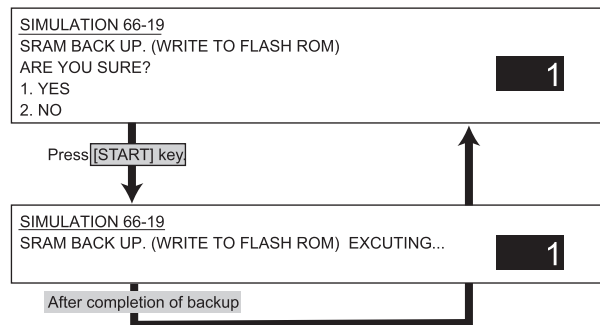 SIMULATION 66-19
SRAM BACK UP. (WRITE TO FLASH ROM)
ARE YOU SURE?
1. YES
2. NO
1
Press [START] key.
SIMULATION 66-19
SRAM BACK UP. (WRITE TO FLASH ROM) EXCUTING...
1
After completion of backup